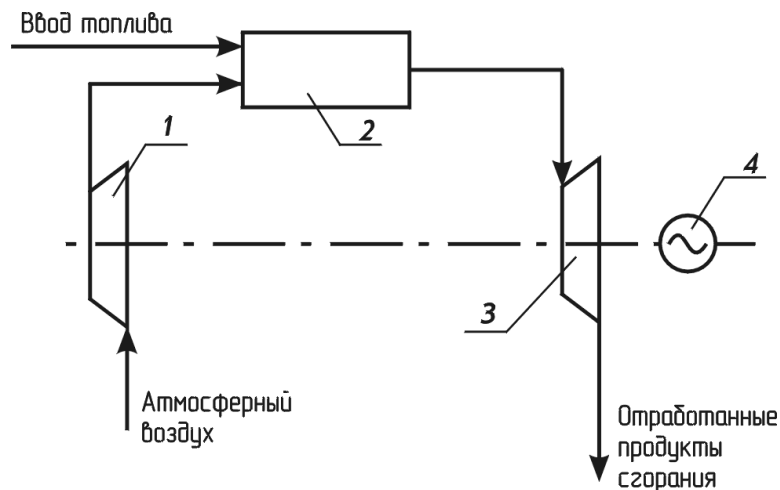 Ввод топлива
1
2
4
3
Атмосферный
воздух
Отработанные
продукты
сгорания